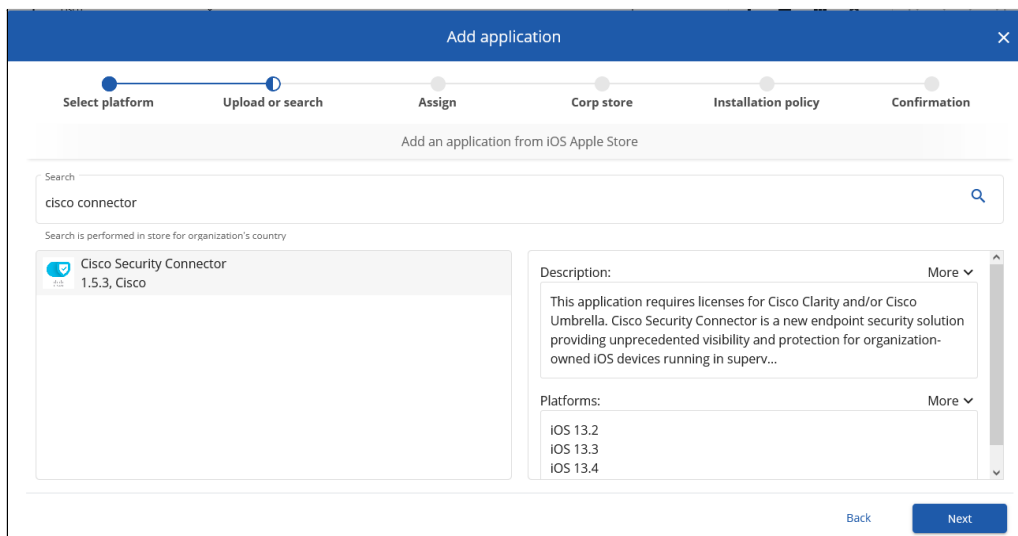 Add application
Select platform
Upload or search
Assign
Corp store
Installation policy
Confirmation
Add an application from iOS Apple Store
Search
cisco connector
Search is performed in store for organization's country
Cisco Security Connector
1.5.3, Cisco
Description:
More
This application requires licenses for Cisco Clarity and/or Cisco
Umbrella. Cisco Security Connector is a new endpoint security solution
providing unprecedented visibility and protection for organization-
owned iOS devices running in superv...
Platforms:
More
iOS 13.2
iOS 13.3
iOS 13.4
Back
Next